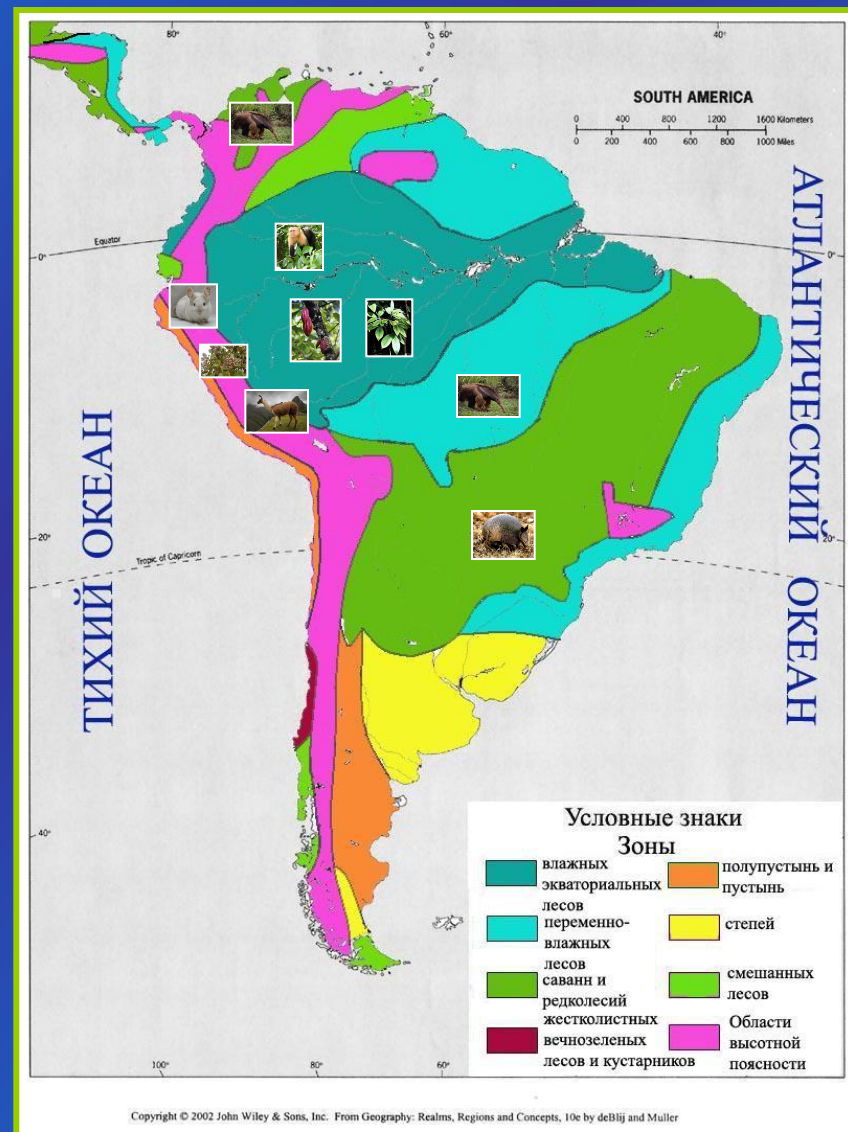 80°
60°
40°
SOUTH AMERICA
0 400 800 1200 1600 Kilometers
0 200 400 600 800 1000 Miles
АТЛАНТИЧЕСКИЙ ОКЕАН
ТИХИЙ ОКЕАН
Equator
0°
0°
20°
Tropic of Capricorn
20°
40°
Условные знаки
Зоны
влажных
экваториальных
лесов
переменно-
влажных
лесов
саванн и
редколесий
жестколистных
вечнозеленых
лесов и кустарников
полупустынь и
пустынь
степей
смешанных
лесов
Области
высотной
поясности
100°
80°
60°
Copyright © 2002 John Wiley & Sons, Inc. From Geography: Realms, Regions and Concepts, 10e by deBlij and Muller